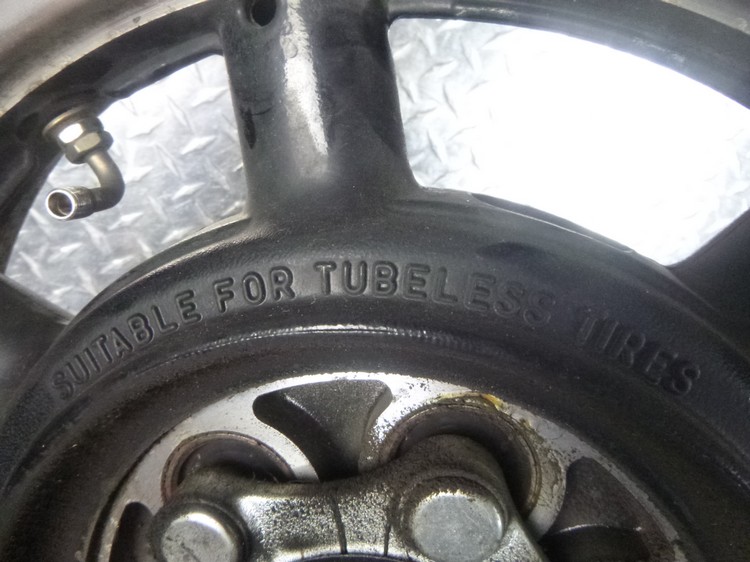 SUITABLE FOR TUBELESS TIRES